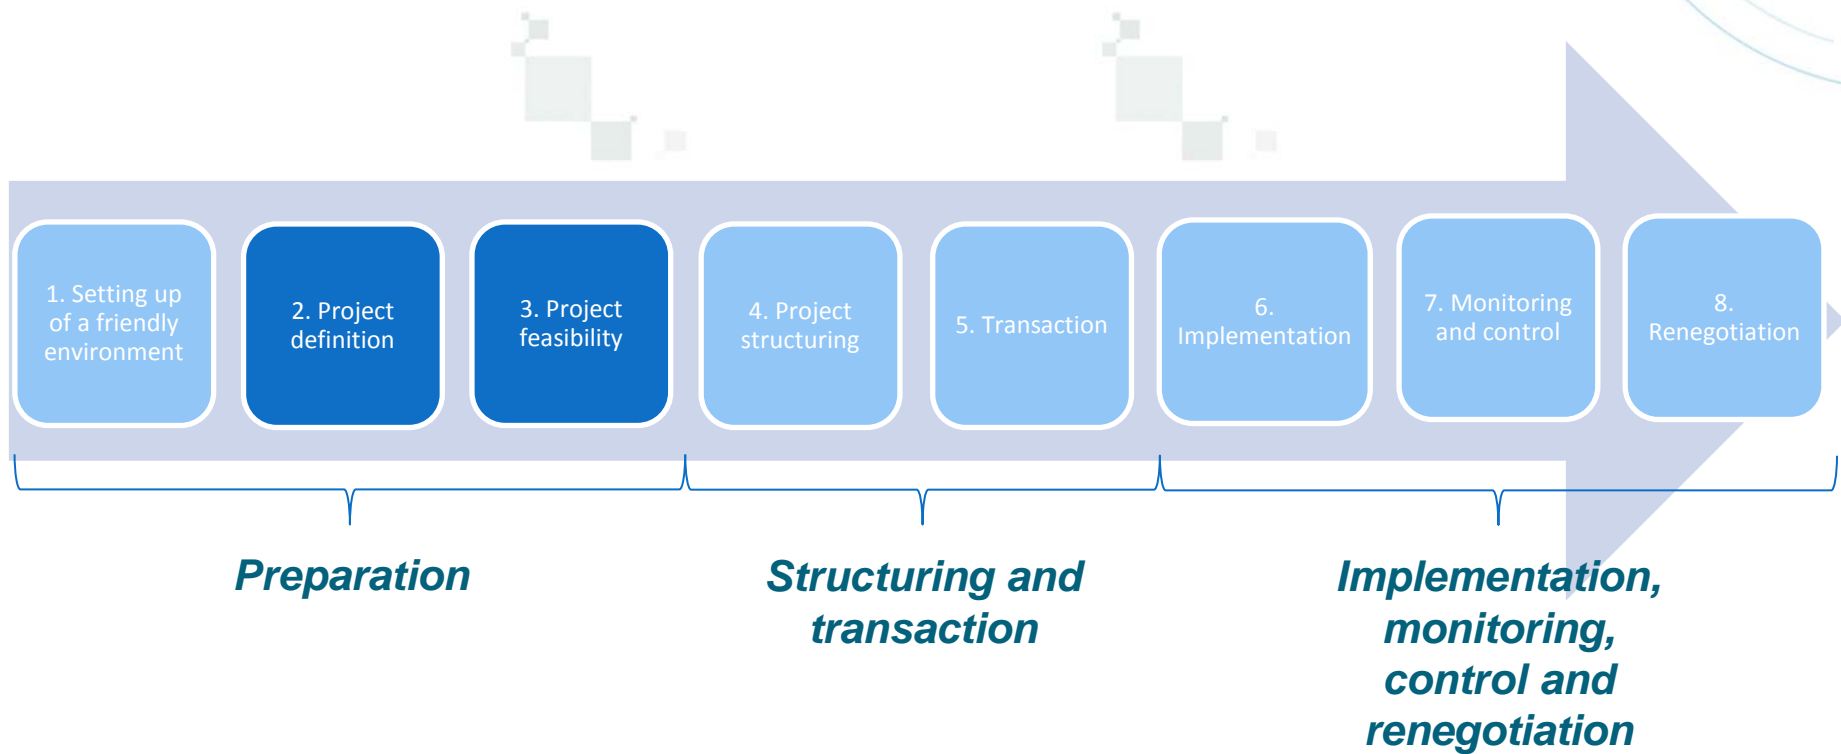 1. Setting up
of a friendly
environment
2. Project
definition
3. Project
feasibility
4. Project
structuring
5. Transaction
6.
Implementation
7. Monitoring
and control
8.
Renegotiation
Preparation
Structuring and
transaction
Implementation,
monitoring,
control and
renegotiation